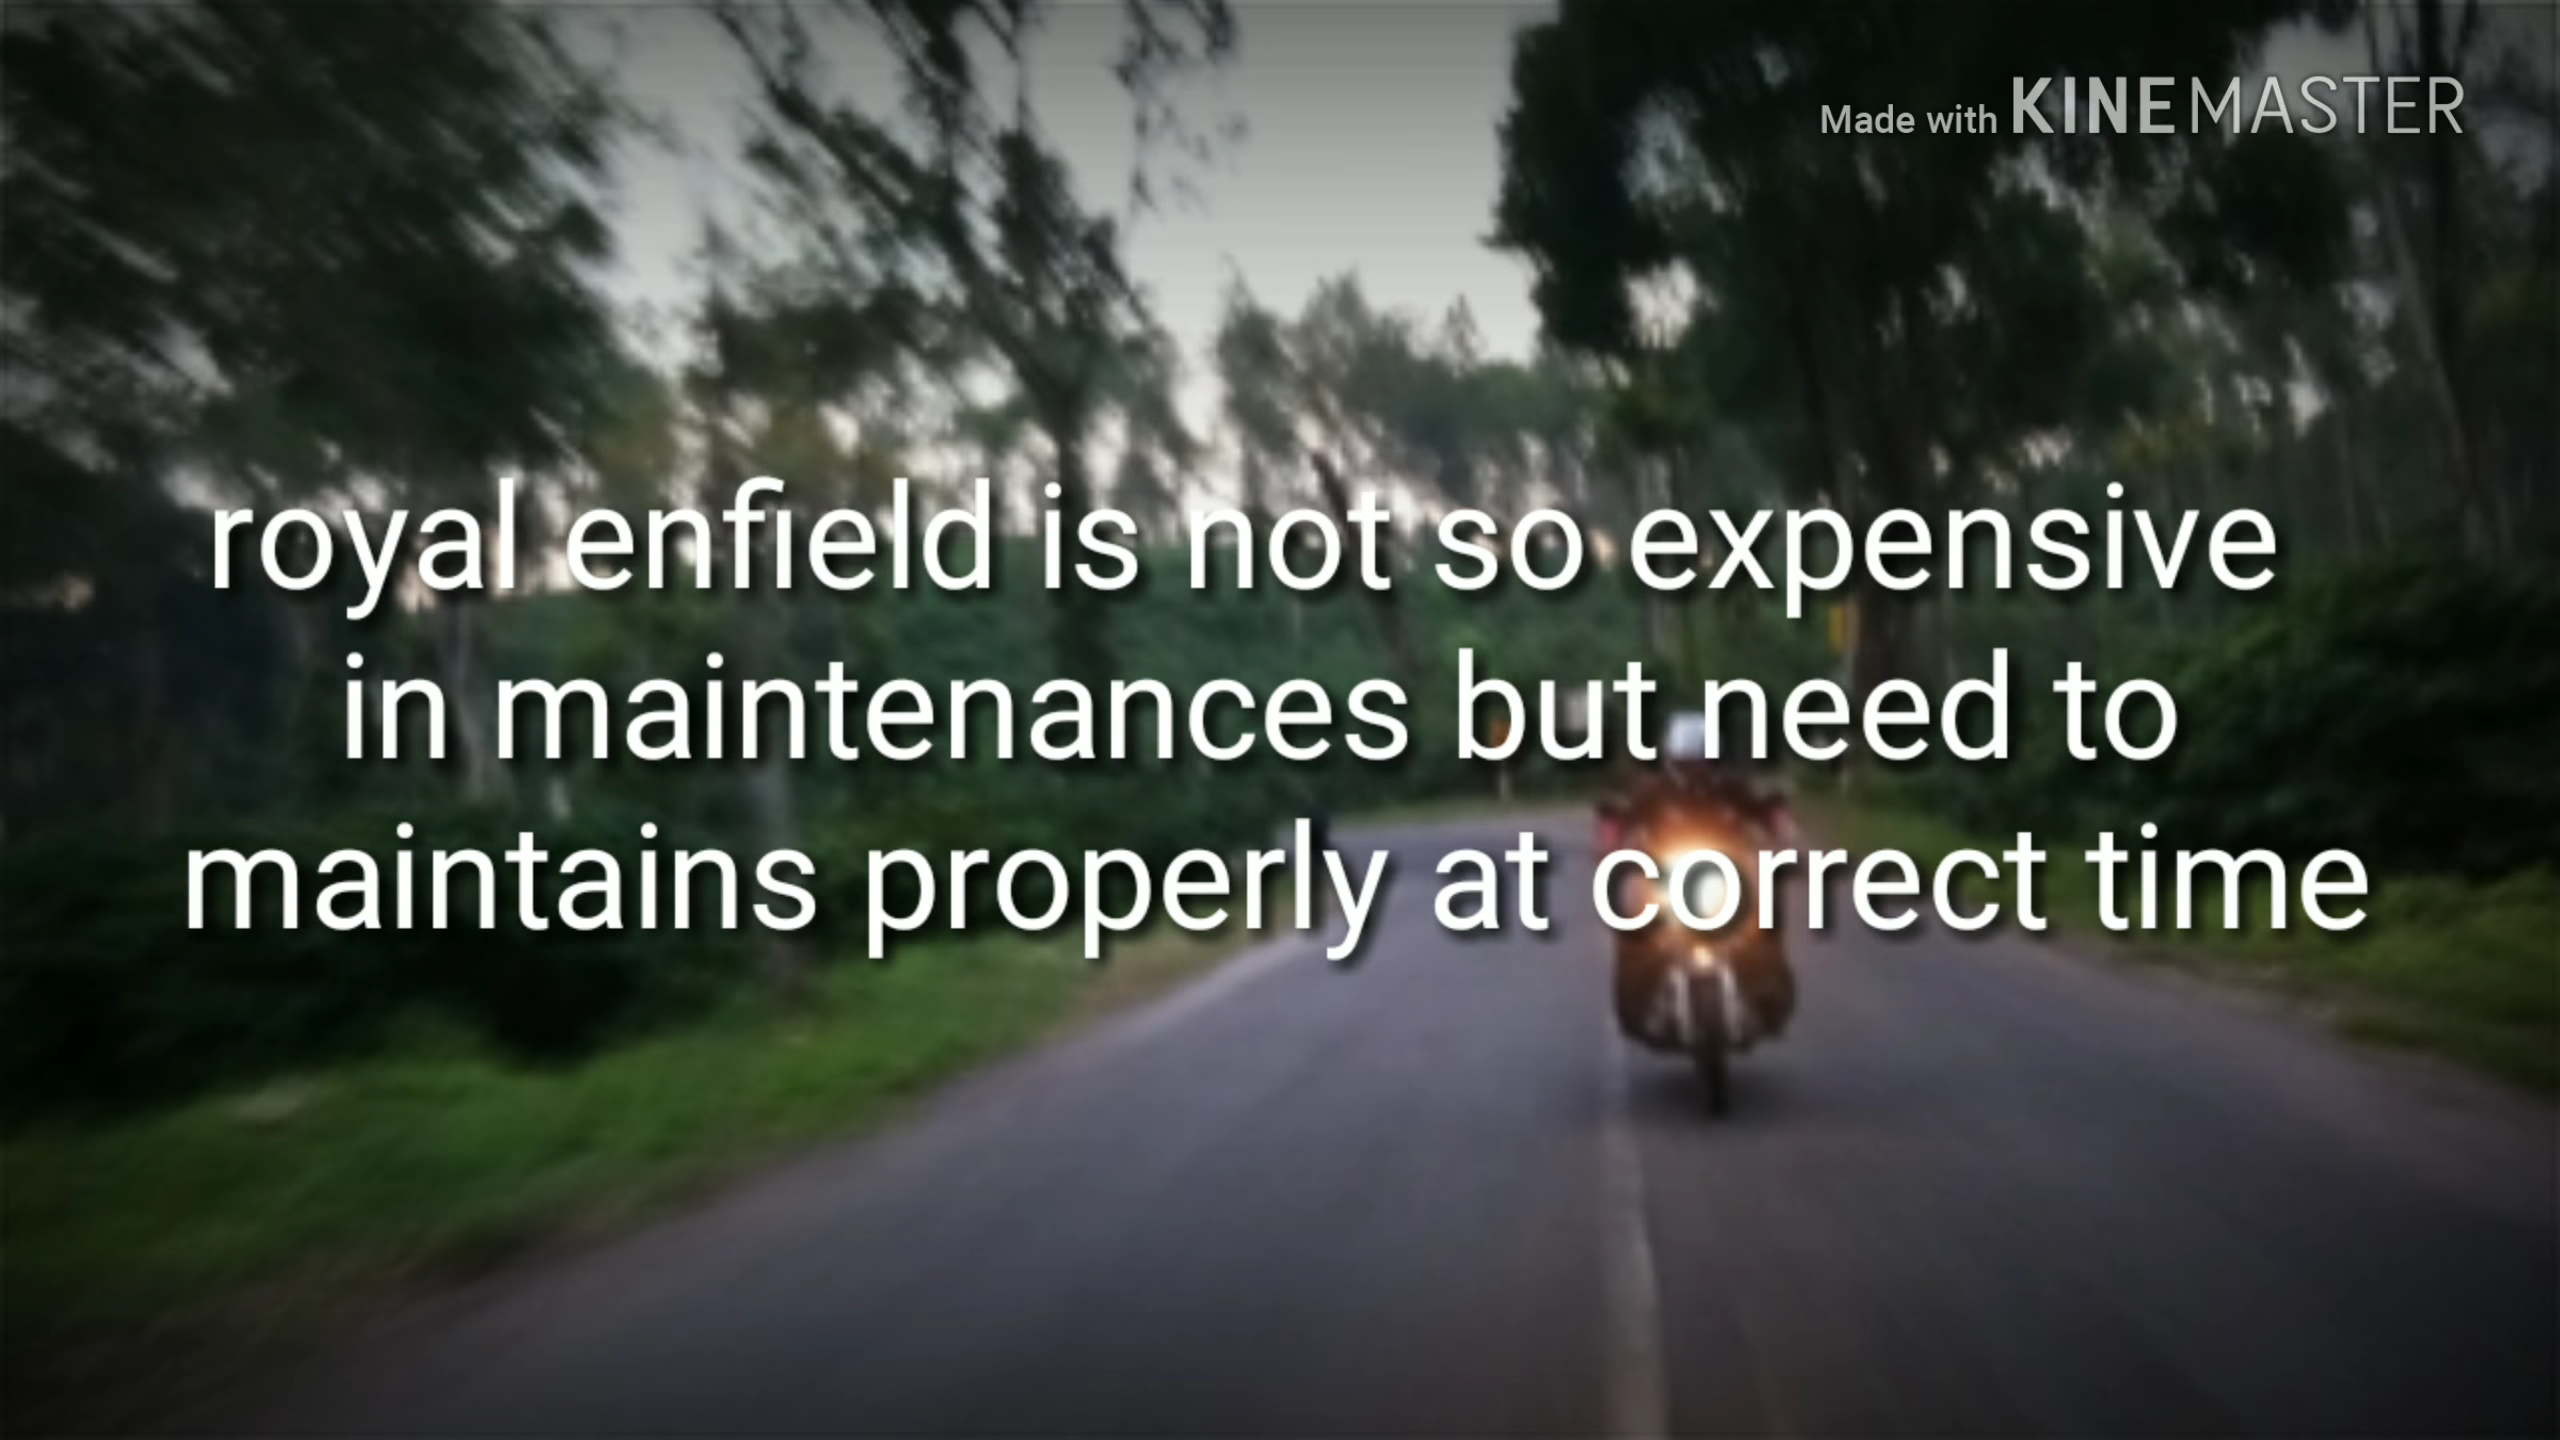 Made with KINEMASTER
royal enfield is not so expensive
in maintenances but need to
maintains properly at correct time